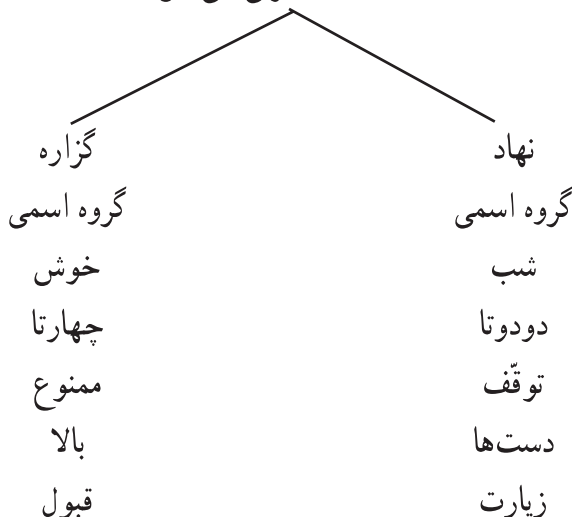 نهاد گزاره
گروه اسمی گروه اسمی
شب خوش
دودوتا چهارتا
توقّف ممنوع
دست‌ها بالا
زیارت قبول